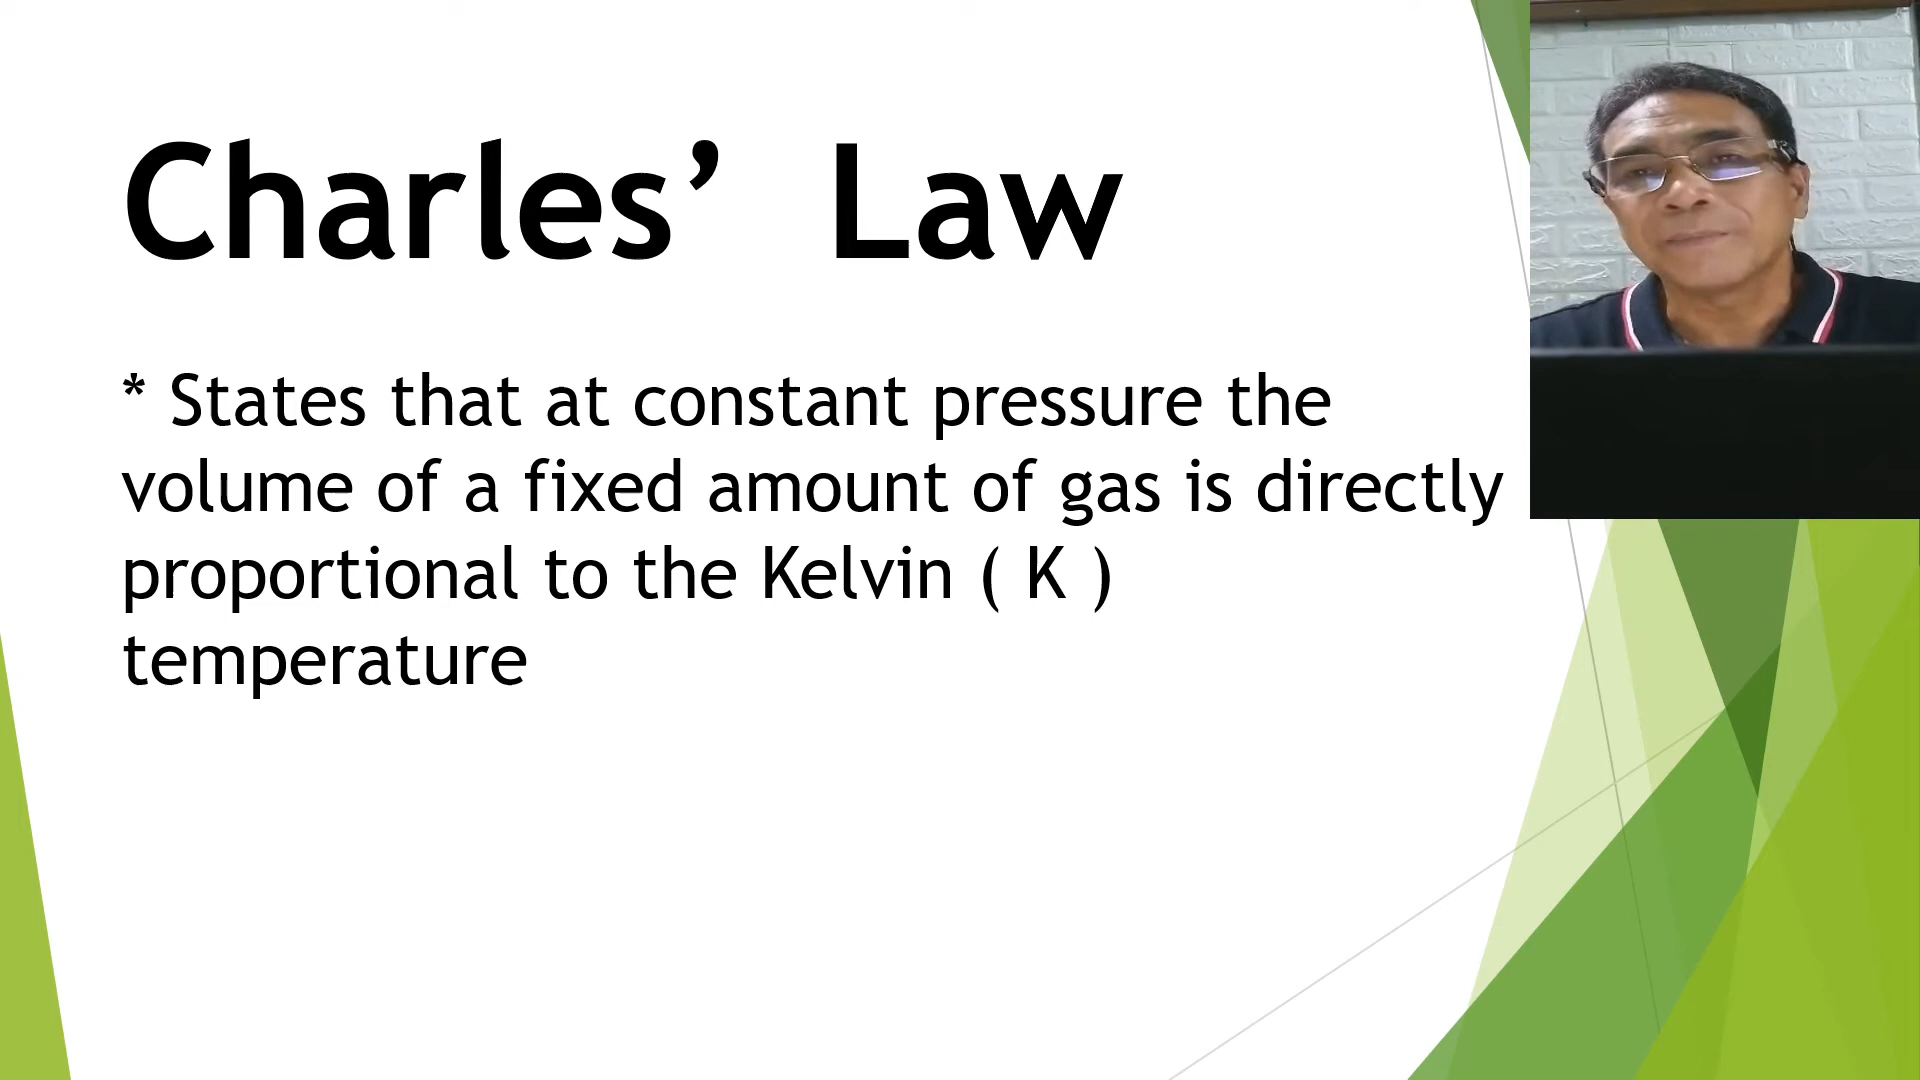 Charles’ Law
* States that at constant pressure the
volume of a fixed amount of gas is directly
proportional to the Kelvin ( K )
temperature